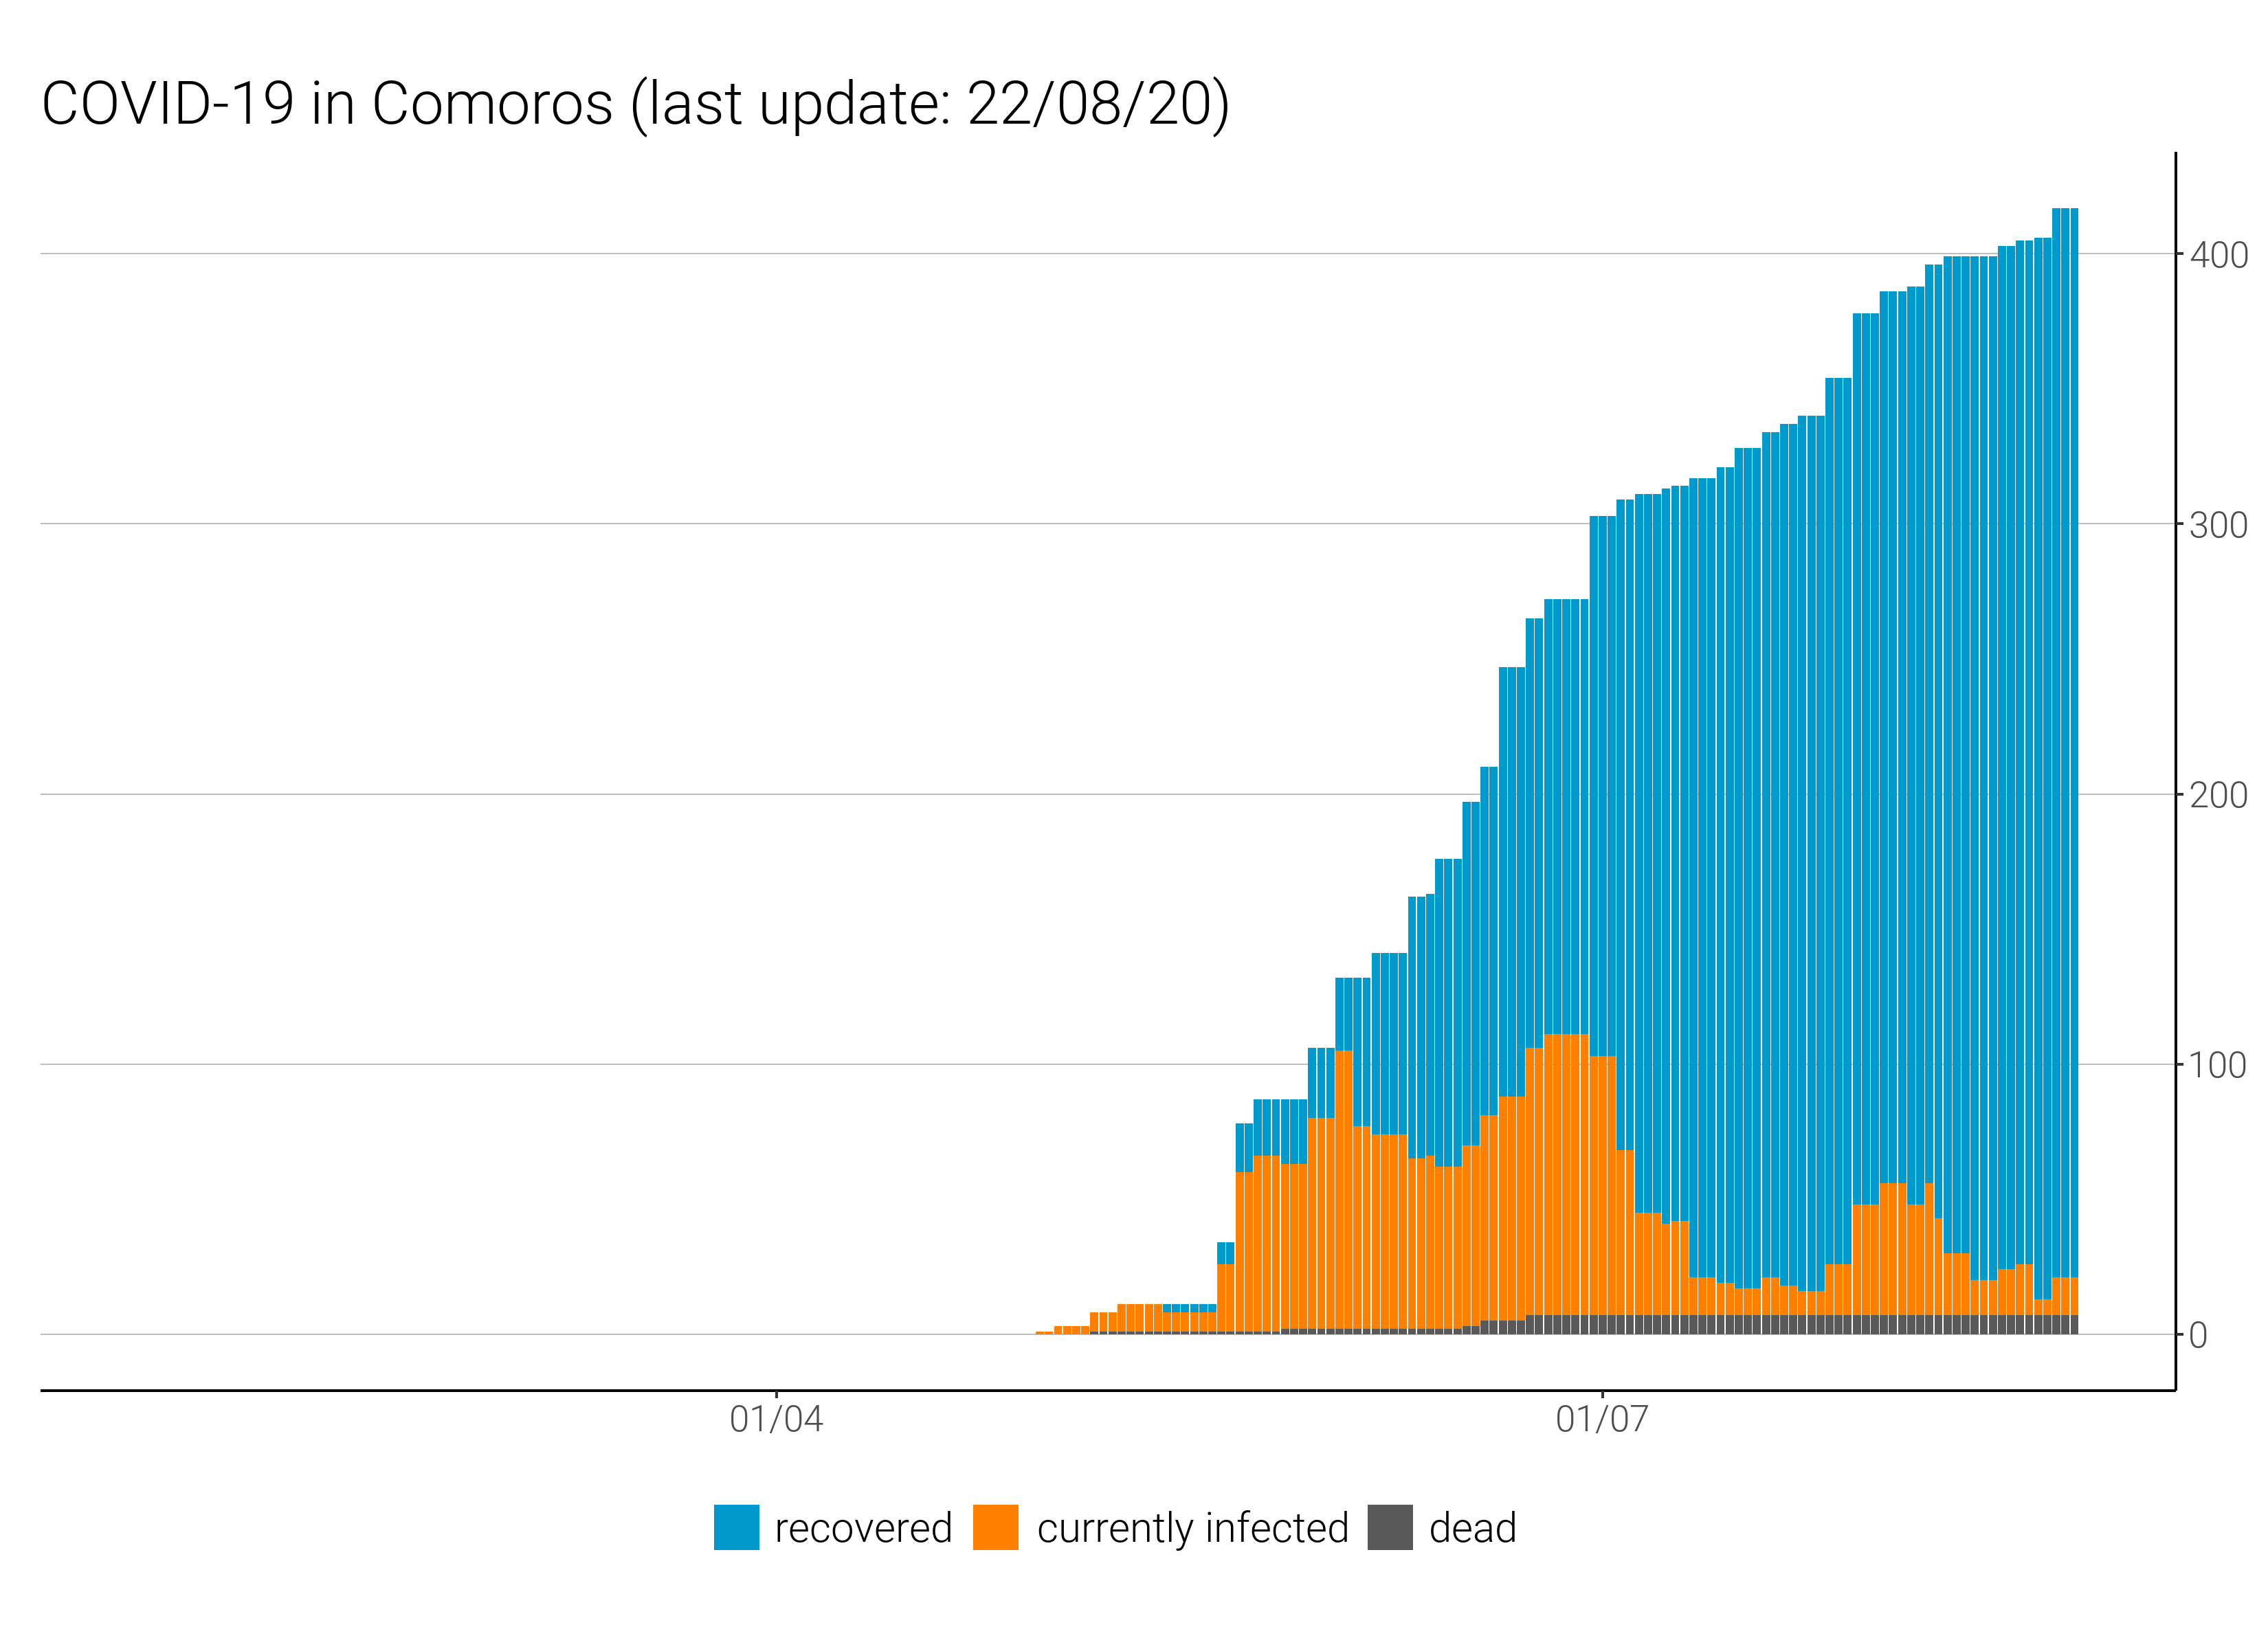 COVID-19 in Comoros (last update: 22/08/20)
400
300
200
100
0
01/04
01/07
recovered
currently infected
dead